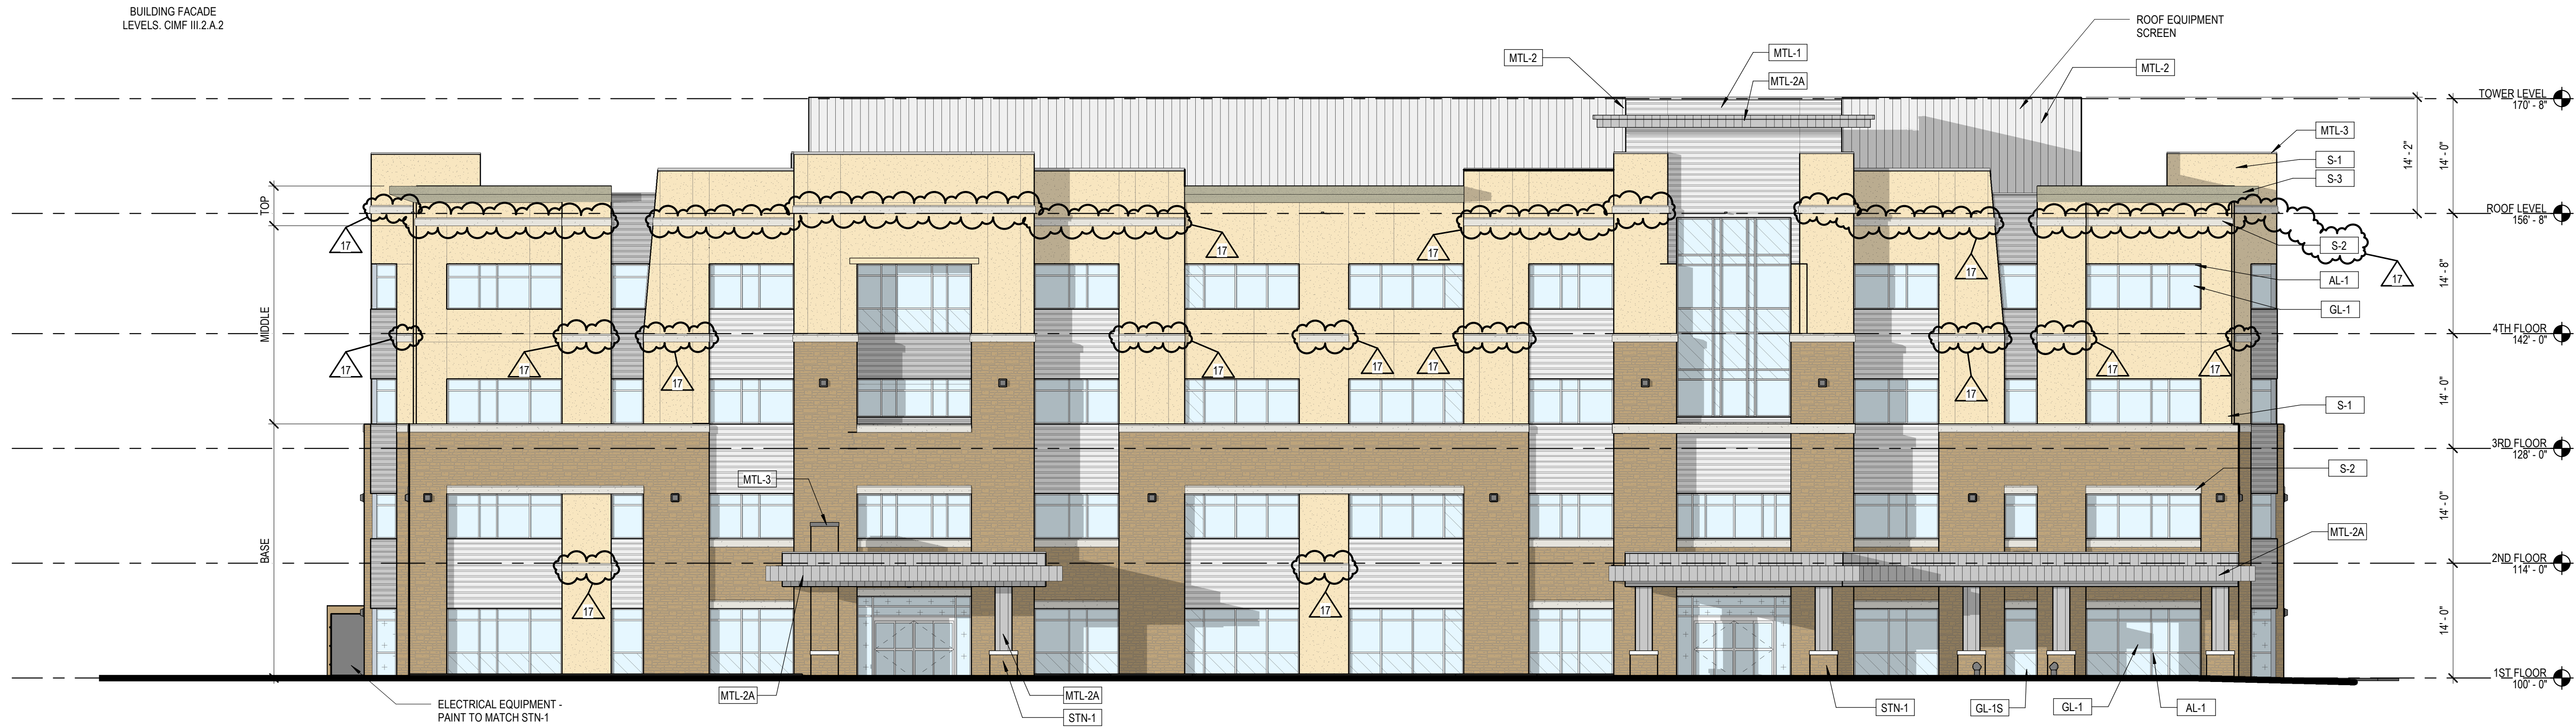 BUILDING FACADE
LEVELS. CIMF III.2.A.2
ROOF EQUIPMENT
SCREEN
MTL-2
MTL-1
MTL-2A
MTL-2
TOWER LEVEL
170' - 8"
MTL-3
S-1
S-3
14' - 2"
14' - 0"
TOP
ROOF LEVEL
156' - 8"
17
17
17
17
S-2
17
AL-1
GL-1
14' - 8"
MIDDLE
4TH FLOOR
142' - 0"
17
17
17
17
17
17
17
17
17
S-1
14' - 0"
3RD FLOOR
128' - 0"
MTL-3
S-2
14' - 0"
BASE
MTL-2A
2ND FLOOR
114' - 0"
17
17
14' - 0"
1ST FLOOR
100' - 0"
ELECTRICAL EQUIPMENT -
PAINT TO MATCH STN-1
MTL-2A
MTL-2A
STN-1
STN-1
GL-1S
GL-1
AL-1